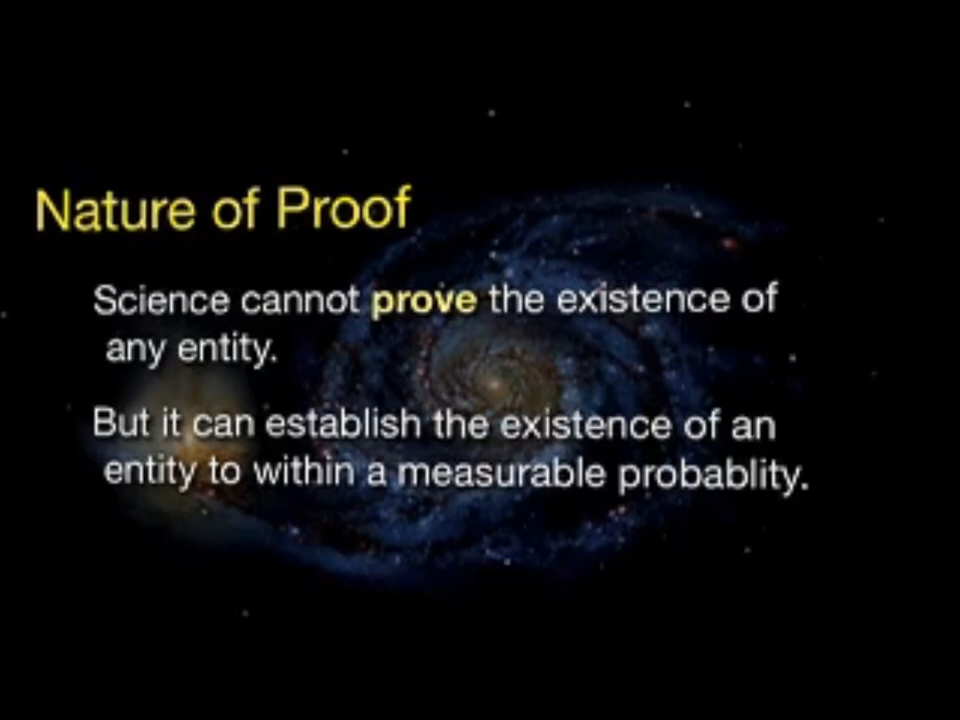 Nature of Proof
Science cannot prove the existence of
any entity.
But it can establish the existence of an
entity to within a measurable probablity.